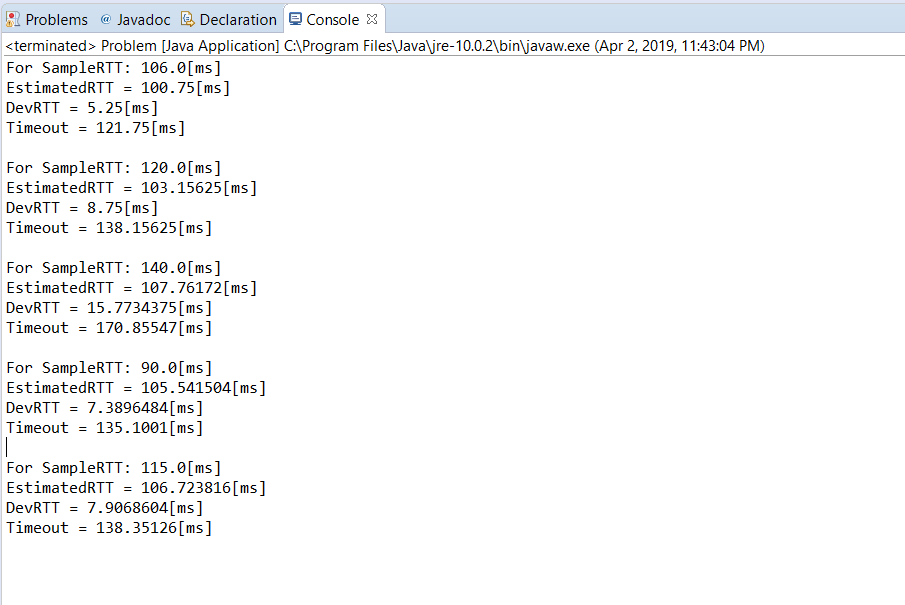 Problems @ Javadoc Declaration Console
<terminated> Problem [Java Application] C:\Program Files\Java\jre-10.0.2\bin\javaw.exe (Apr 2, 2019, 11:43:04 PM)
For SampleRTT: 106.0[ms]
EstimatedRTT = 100.75[ms]
DevRTT = 5.25[ms]
Timeout = 121.75[ms]
For SampleRTT: 120.0[ms]
EstimatedRTT = 103.15625[ms]
DevRTT = 8.75[ms]
Timeout = 138.15625[ms]
For SampleRTT: 140.0[ms]
EstimatedRTT = 107.76172[ms]
DevRTT = 15.7734375[ms]
Timeout = 170.85547[ms]
For SampleRTT: 90.0[ms]
EstimatedRTT = 105.541504[ms]
DevRTT = 7.3896484[ms]
Timeout = 135.1001[ms]
For SampleRTT: 115.0[ms]
EstimatedRTT = 106.723816[ms]
DevRTT = 7.9068604[ms]
Timeout = 138.35126[ms]